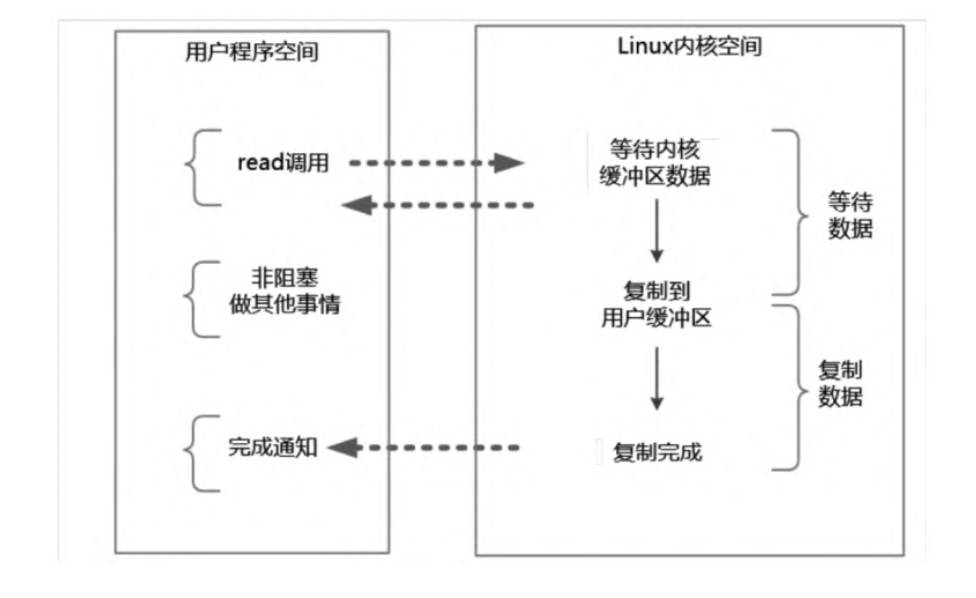 用户程序空间
Linux内核空间
read调用
等待内核
缓冲区数据
等待
数据
非阻塞
做其他事情
复制到
用户缓冲区
复制
数据
完成通知
复制完成